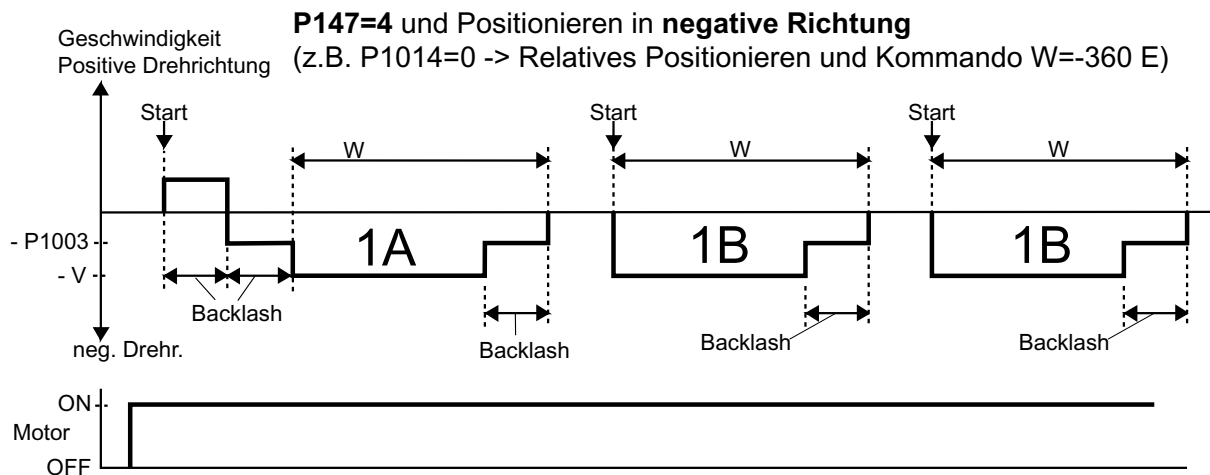 P147=4 und Positionieren in negative Richtung
(z.B. P1014=0 -> Relatives Positionieren und Kommando W=-360 E)
Geschwindigkeit
Positive Drehrichtung
Start
Start
Start
W
W
W
- P1003
- V
1A
1B
1B
Backlash
Backlash
Backlash
Backlash
neg. Drehr.
ON
Motor
OFF